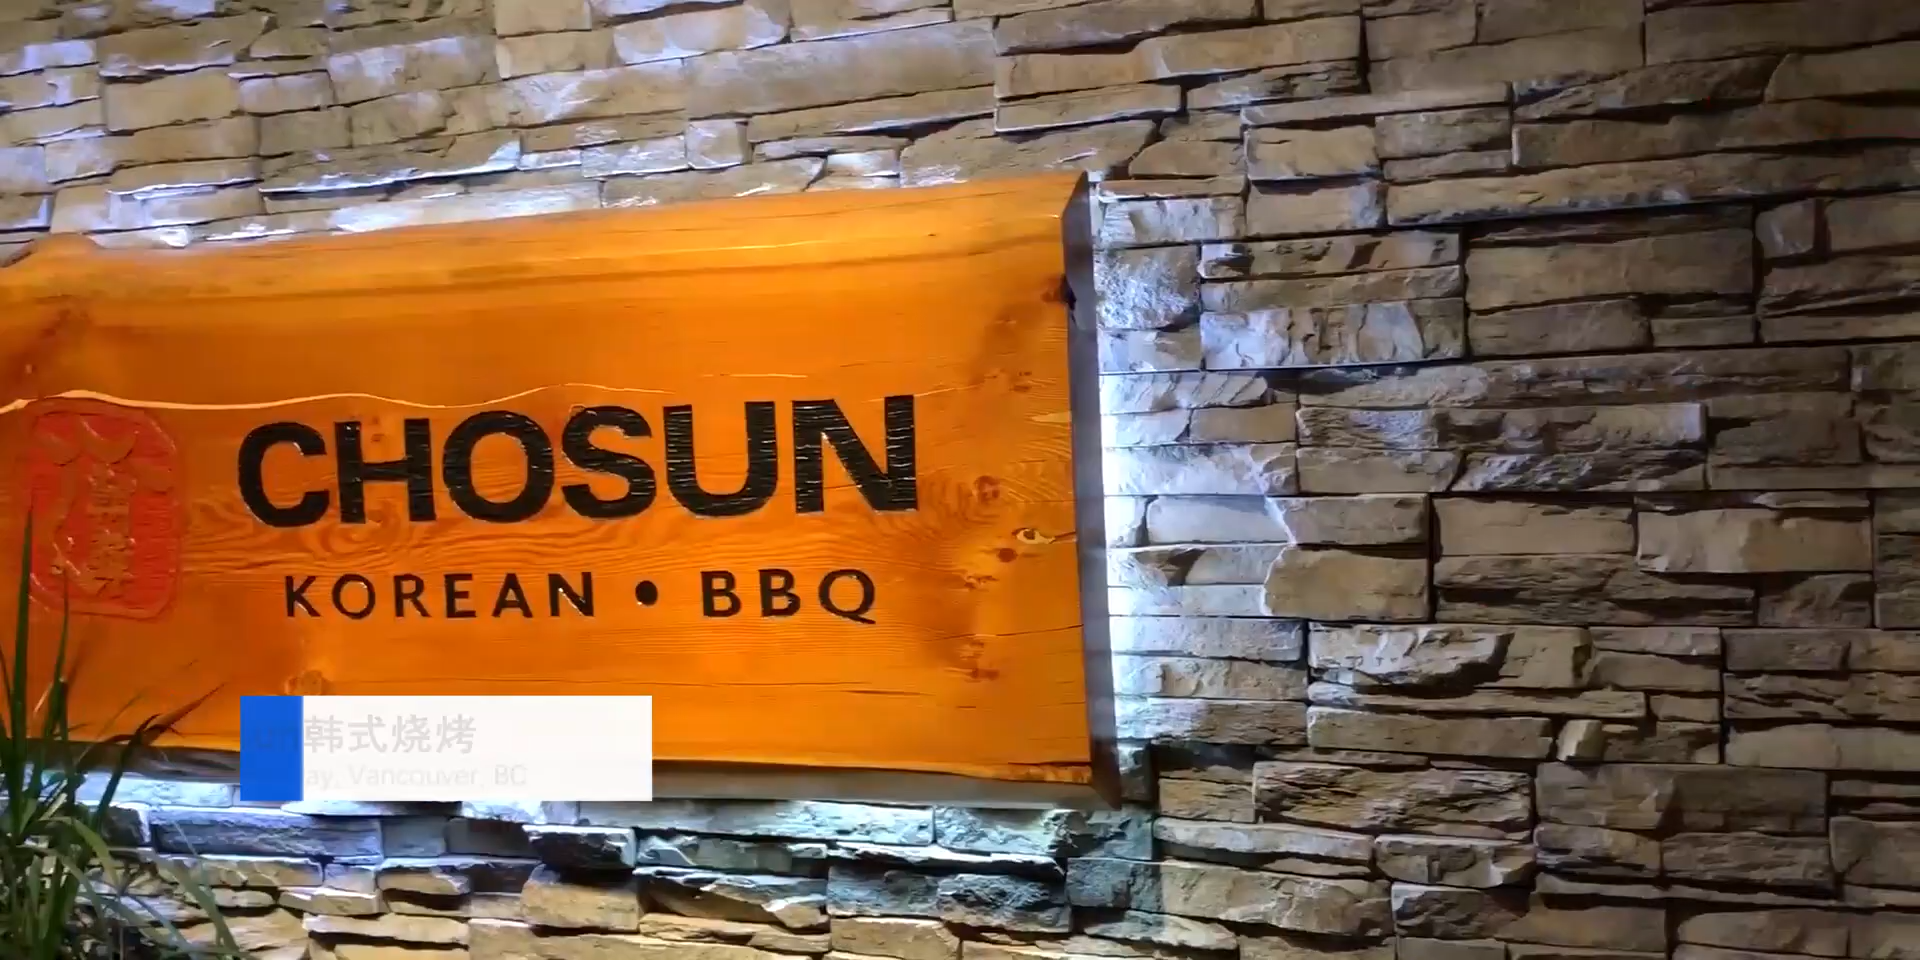 CHOSUN
KOREAN • BBQ
韩式烧烤
Vancouver, BC